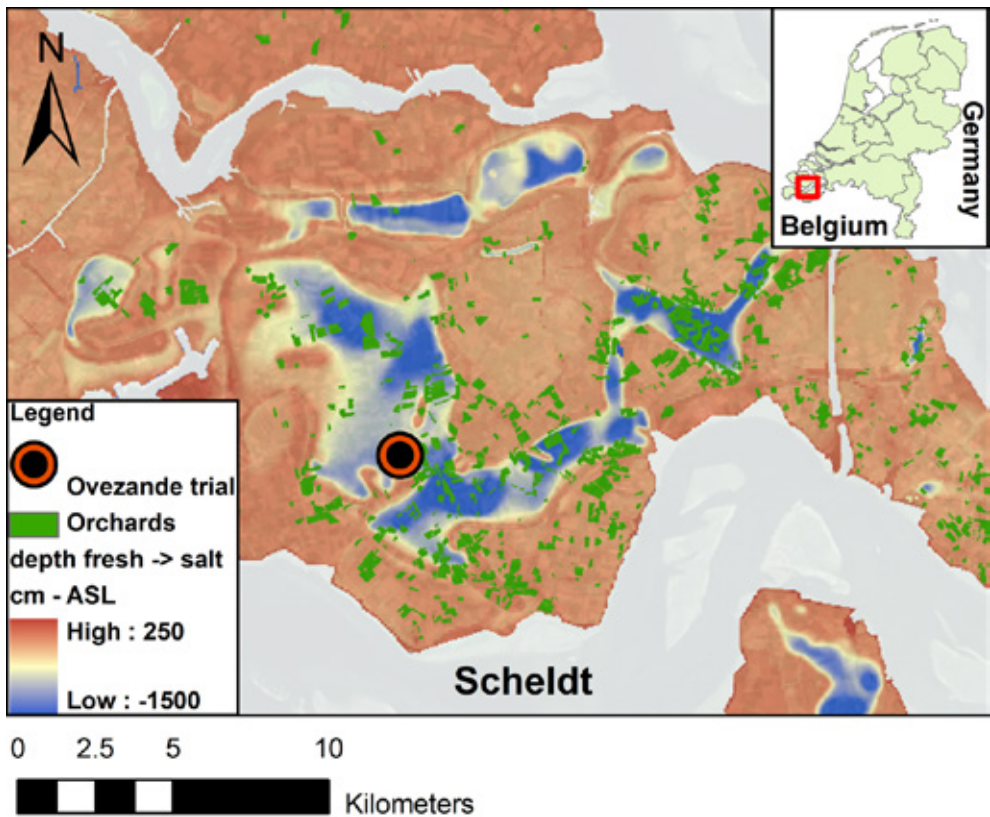 N
Germany
Belgium
Legend
Ovezande trial
Orchards
depth fresh -> salt
cm - ASL
High : 250
Low : -1500
Scheldt
0 2.5 5 10
Kilometers